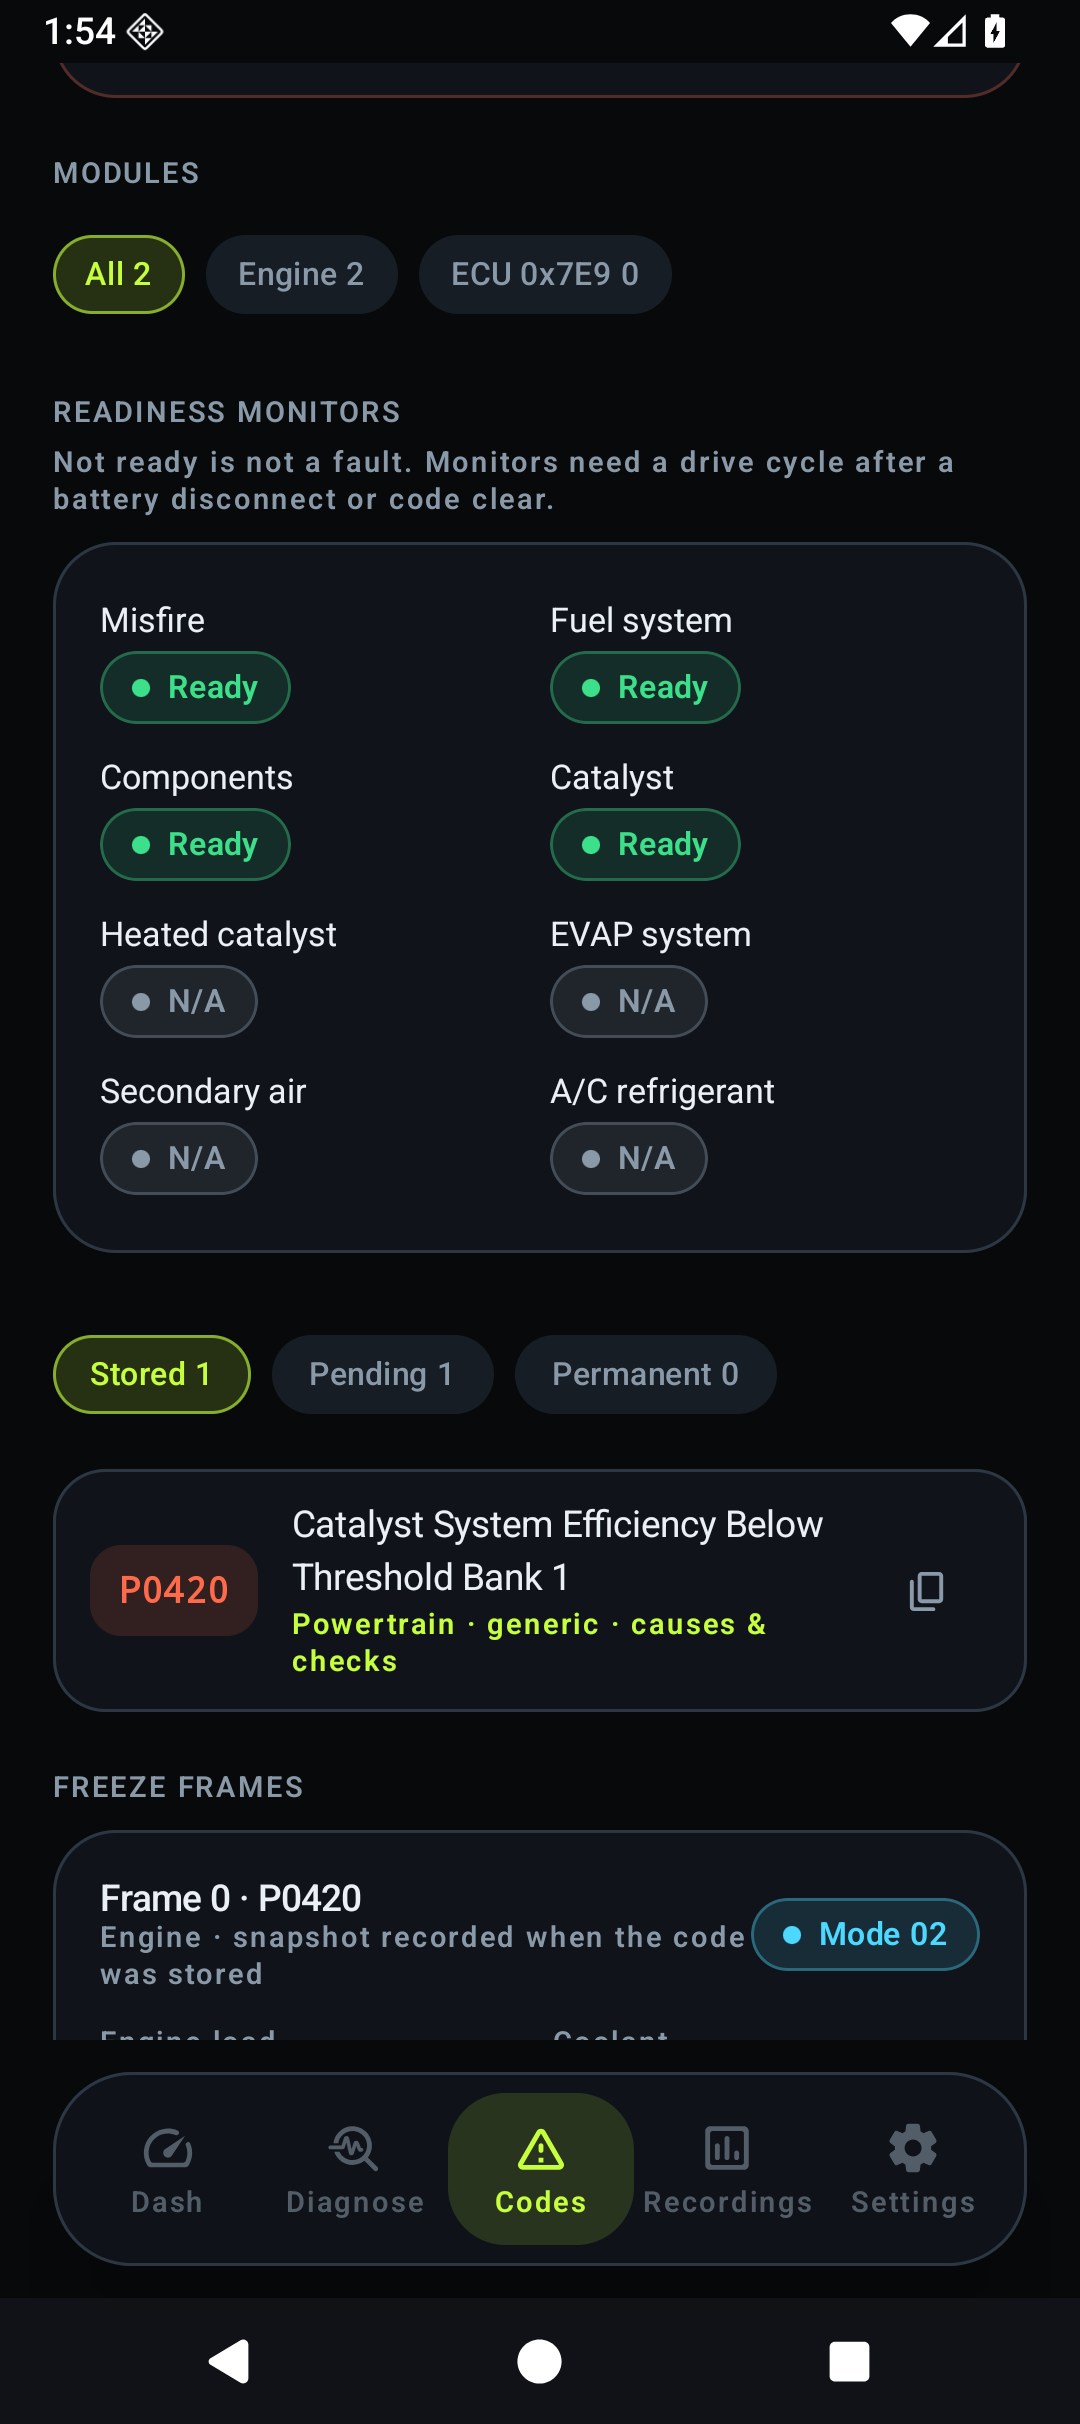 1:54
MODULES
All 2
Engine 2
ECU 0x7E9 0
READINESS MONITORS
Not ready is not a fault. Monitors need a drive cycle after a
battery disconnect or code clear.
Misfire
Fuel system
Ready
Ready
Components
Catalyst
Ready
Ready
Heated catalyst
EVAP system
N/A
N/A
Secondary air
A/C refrigerant
N/A
N/A
Stored 1
Pending 1
Permanent 0
P0420
Catalyst System Efficiency Below
Threshold Bank 1
Powertrain · generic · causes &
checks
FREEZE FRAMES
Frame 0 · P0420
Engine · snapshot recorded when the code
was stored
Mode 02
Engine load
Coolant
Dash
Diagnose
Codes
Recordings
Settings